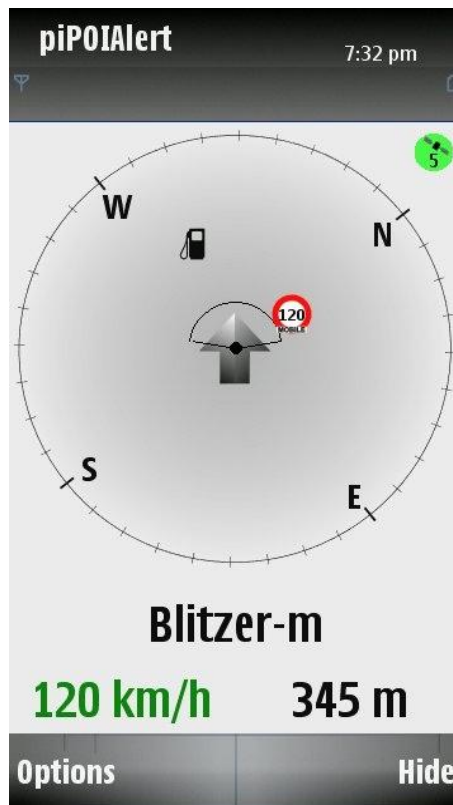 piPOIAlert
7:32 pm
5
W
N
120
MOBILE
S
E
Blitzer-m
120 km/h
345 m
Options
Hide